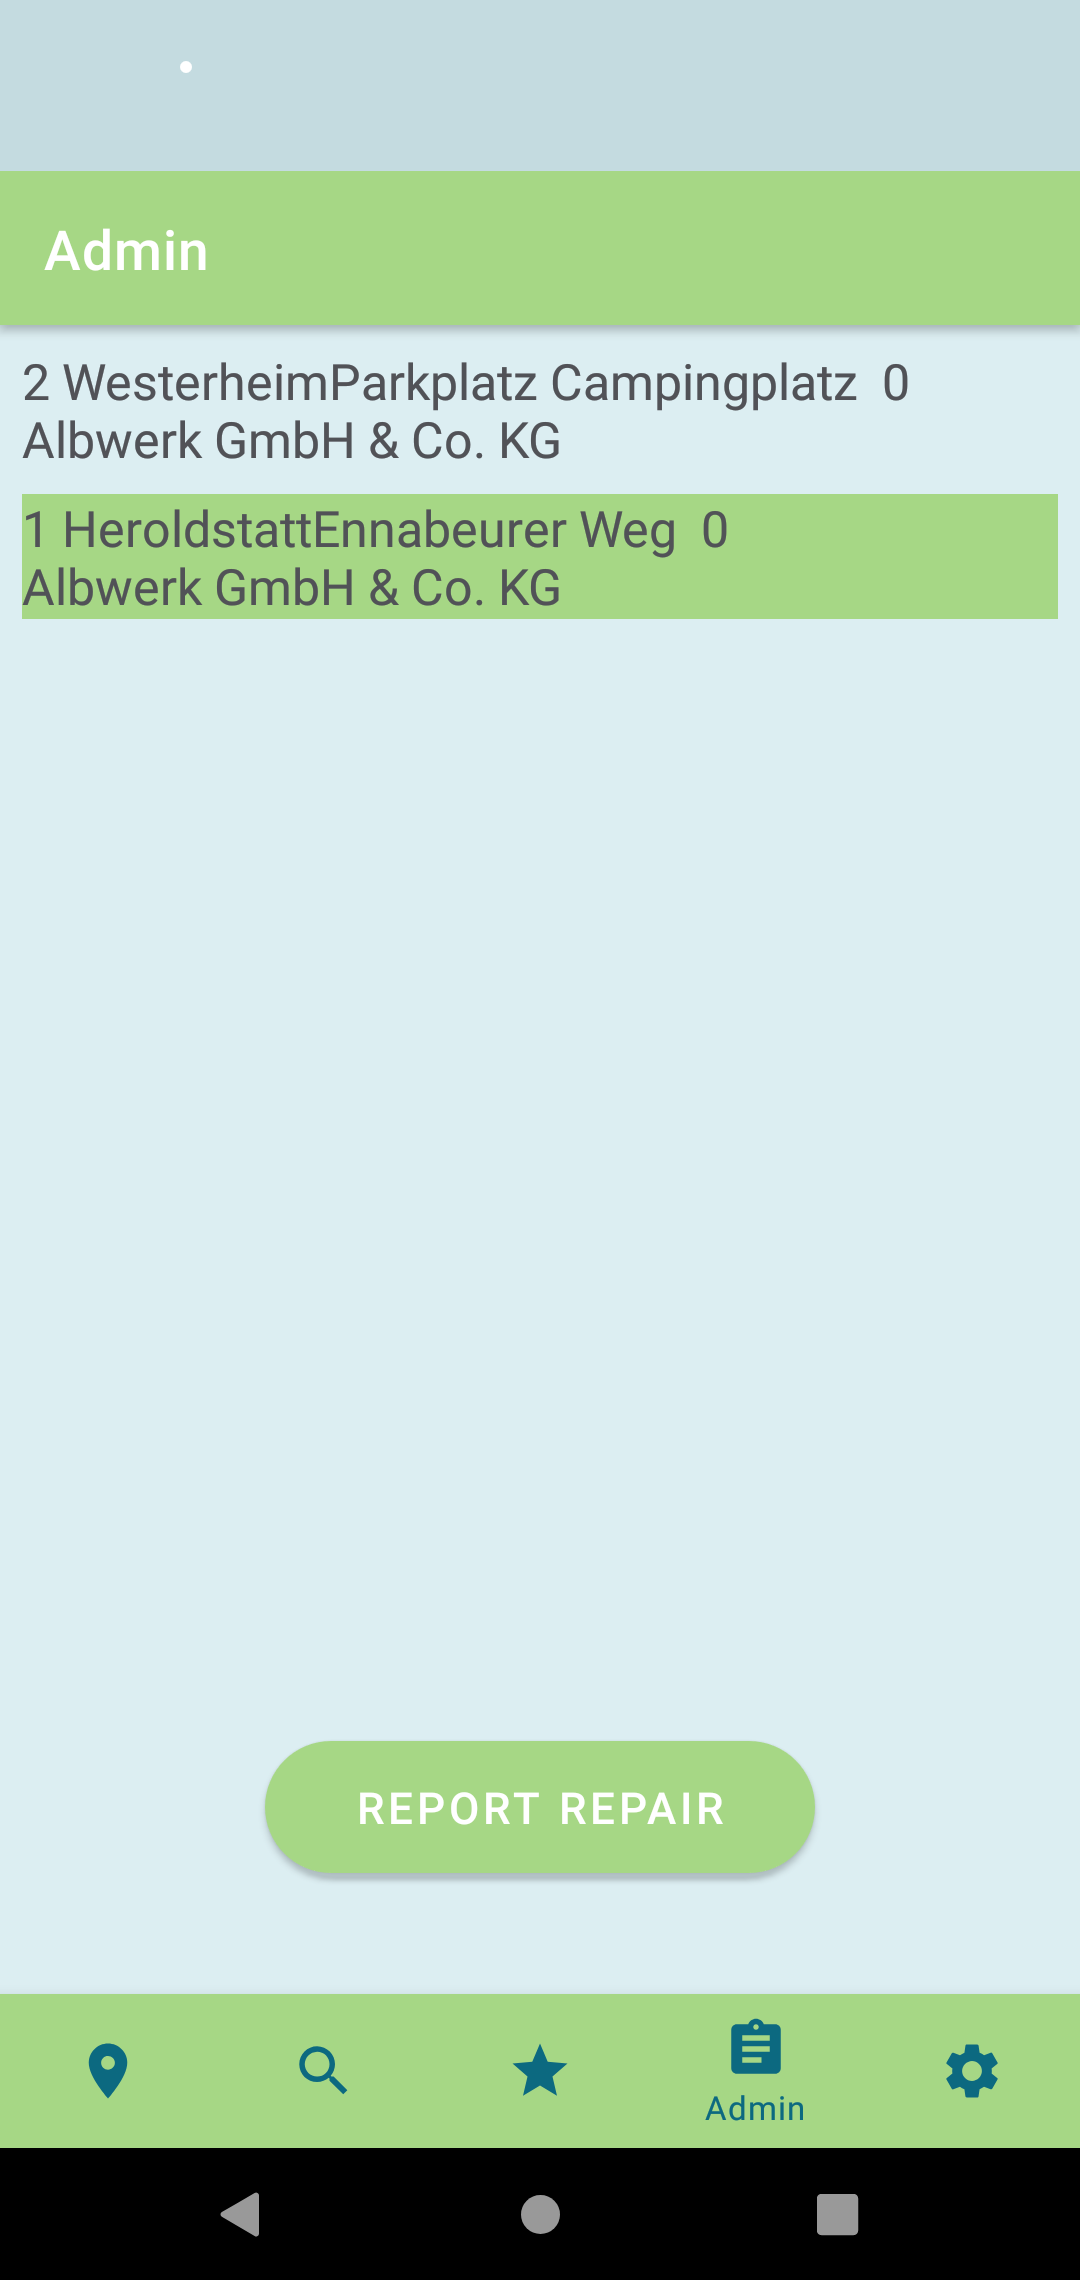 Admin
2 WesterheimParkplatz Campingplatz  0
Albwerk GmbH & Co. KG
1 HeroldstattEnnabeurer Weg  0
Albwerk GmbH & Co. KG
REPORT REPAIR
Admin